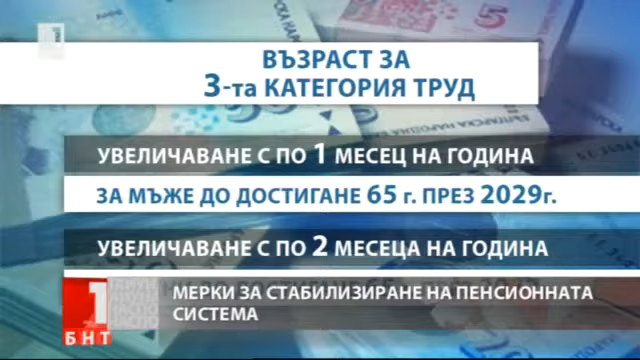 1
ВЪЗРАСТ ЗА
3-та КАТЕГОРИЯ ТРУД
УВЕЛИЧАВАНЕ С ПО 1 МЕСЕЦ НА ГОДИНА
ЗА МЪЖЕ ДО ДОСТИГАНЕ 65 г. ПРЕЗ 2029г.
УВЕЛИЧАВАНЕ С ПО 2 МЕСЕЦА НА ГОДИНА
1
МЕРКИ ЗА СТАБИЛИЗИРАНЕ НА ПЕНСИОННАТА
СИСТЕМА
БНТ